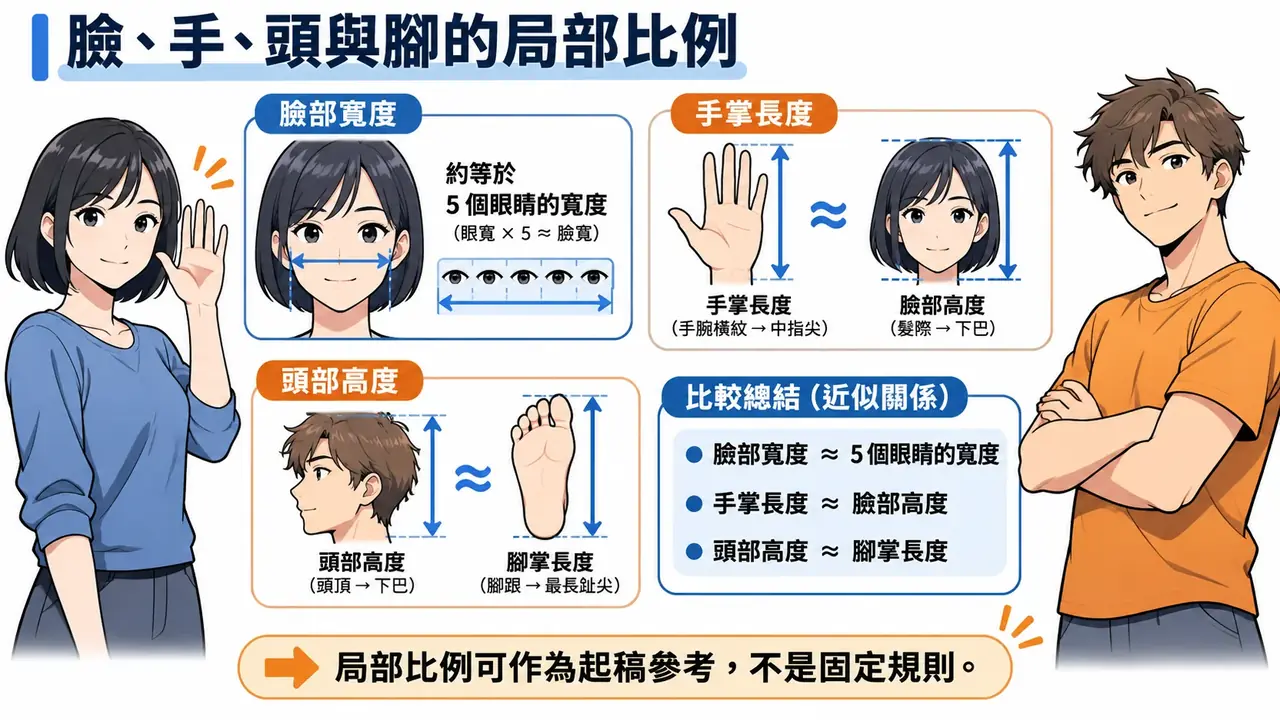 臉、手、頭與腳的局部比例
臉部寬度
約等於
5 個眼睛的寬度
(眼寬 × 5 ≈ 臉寬)
手掌長度
≈
手掌長度
(手腕橫紋 → 中指尖)
臉部高度
(髮際 → 下巴)
頭部高度
≈
頭部高度
(頭頂 → 下巴)
腳掌長度
(腳跟 → 最長趾尖)
比較總結 (近似關係)
● 臉部寬度 ≈ 5 個眼睛的寬度
● 手掌長度 ≈ 臉部高度
● 頭部高度 ≈ 腳掌長度
局部比例可作為起稿參考,不是固定規則。